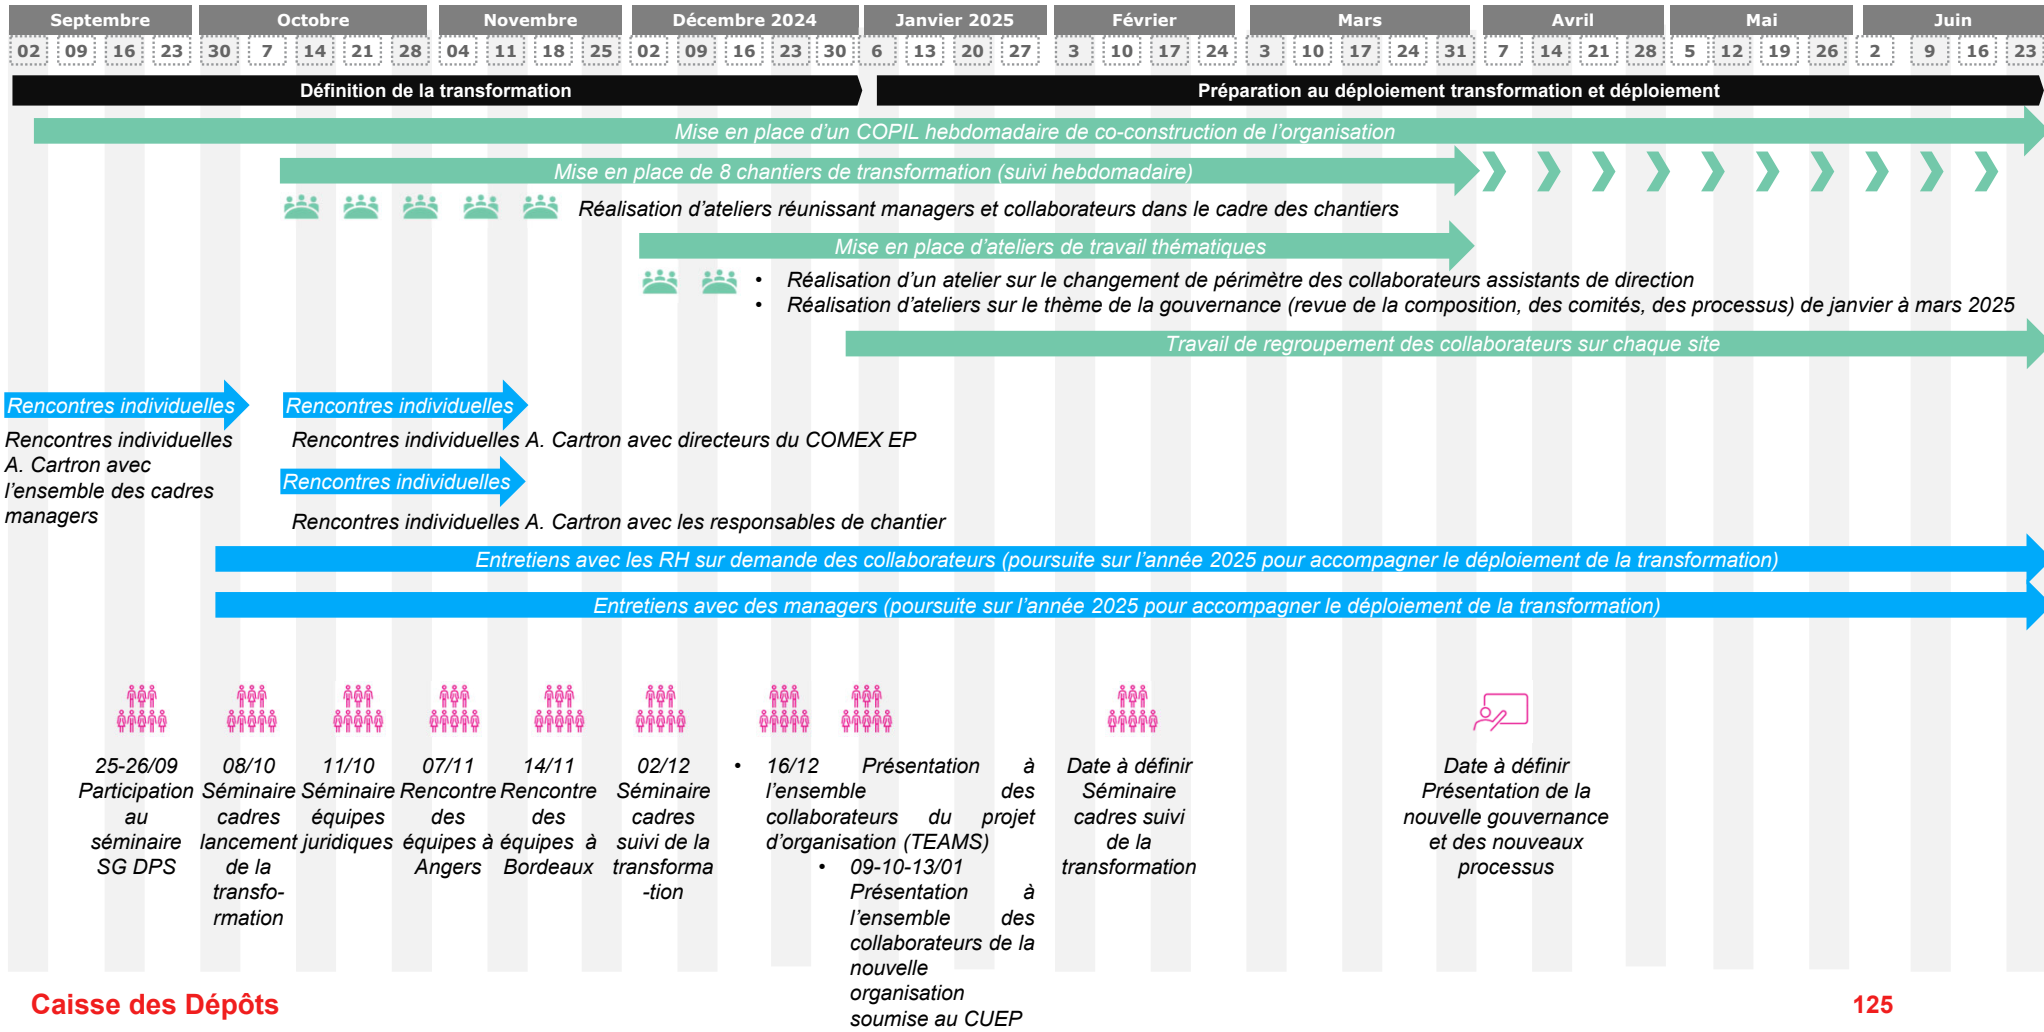 Septembre Octobre Novembre Décembre 2024 Janvier 2025 Février Mars Avril Mai Juin
02 09 16 23 30 7 14 21 28 04 11 18 25 02 09 16 23 30 6 13 20 27 3 10 17 24 3 10 17 24 31 7 14 21 28 5 12 19 26 2 9 16 23
Définition de la transformation
Préparation au déploiement transformation et déploiement
Mise en place d'un COPIL hebdomadaire de co-construction de l'organisation
Mise en place de 8 chantiers de transformation (suivi hebdomadaire)
Réalisation d'ateliers réunissant managers et collaborateurs dans le cadre des chantiers
Mise en place d'ateliers de travail thématiques
• Réalisation d'un atelier sur le changement de périmètre des collaborateurs assistants de direction
• Réalisation d'ateliers sur le thème de la gouvernance (revue de la composition, des comités, des processus) de janvier à mars 2025
Travail de regroupement des collaborateurs sur chaque site
Rencontres individuelles
Rencontres individuelles
A. Cartron avec
l'ensemble des cadres
managers
Rencontres individuelles
Rencontres individuelles A. Cartron avec directeurs du COMEX EP
Rencontres individuelles
Rencontres individuelles A. Cartron avec les responsables de chantier
Entretiens avec les RH sur demande des collaborateurs (poursuite sur l'année 2025 pour accompagner le déploiement de la transformation)
Entretiens avec des managers (poursuite sur l'année 2025 pour accompagner le déploiement de la transformation)
25-26/09
Participation
au
séminaire
SG DPS
08/10
Séminaire
cadres
lancement
de la
transfo-
rmation
11/10
Séminaire
équipes
juridiques
07/11
Rencontre
des
équipes à
Angers
14/11
Rencontre
des
équipes à
Bordeaux
02/12
Séminaire
cadres
suivi de la
transforma
-tion
• 16/12 Présentation à
l'ensemble des
collaborateurs du projet
d'organisation (TEAMS)
• 09-10-13/01
Présentation à
l'ensemble des
collaborateurs de la
nouvelle
organisation
soumise au CUEP
Date à définir
Séminaire
cadres suivi
de la
transformation
Date à définir
Présentation de la
nouvelle gouvernance
et des nouveaux
processus
Caisse des Dépôts
125